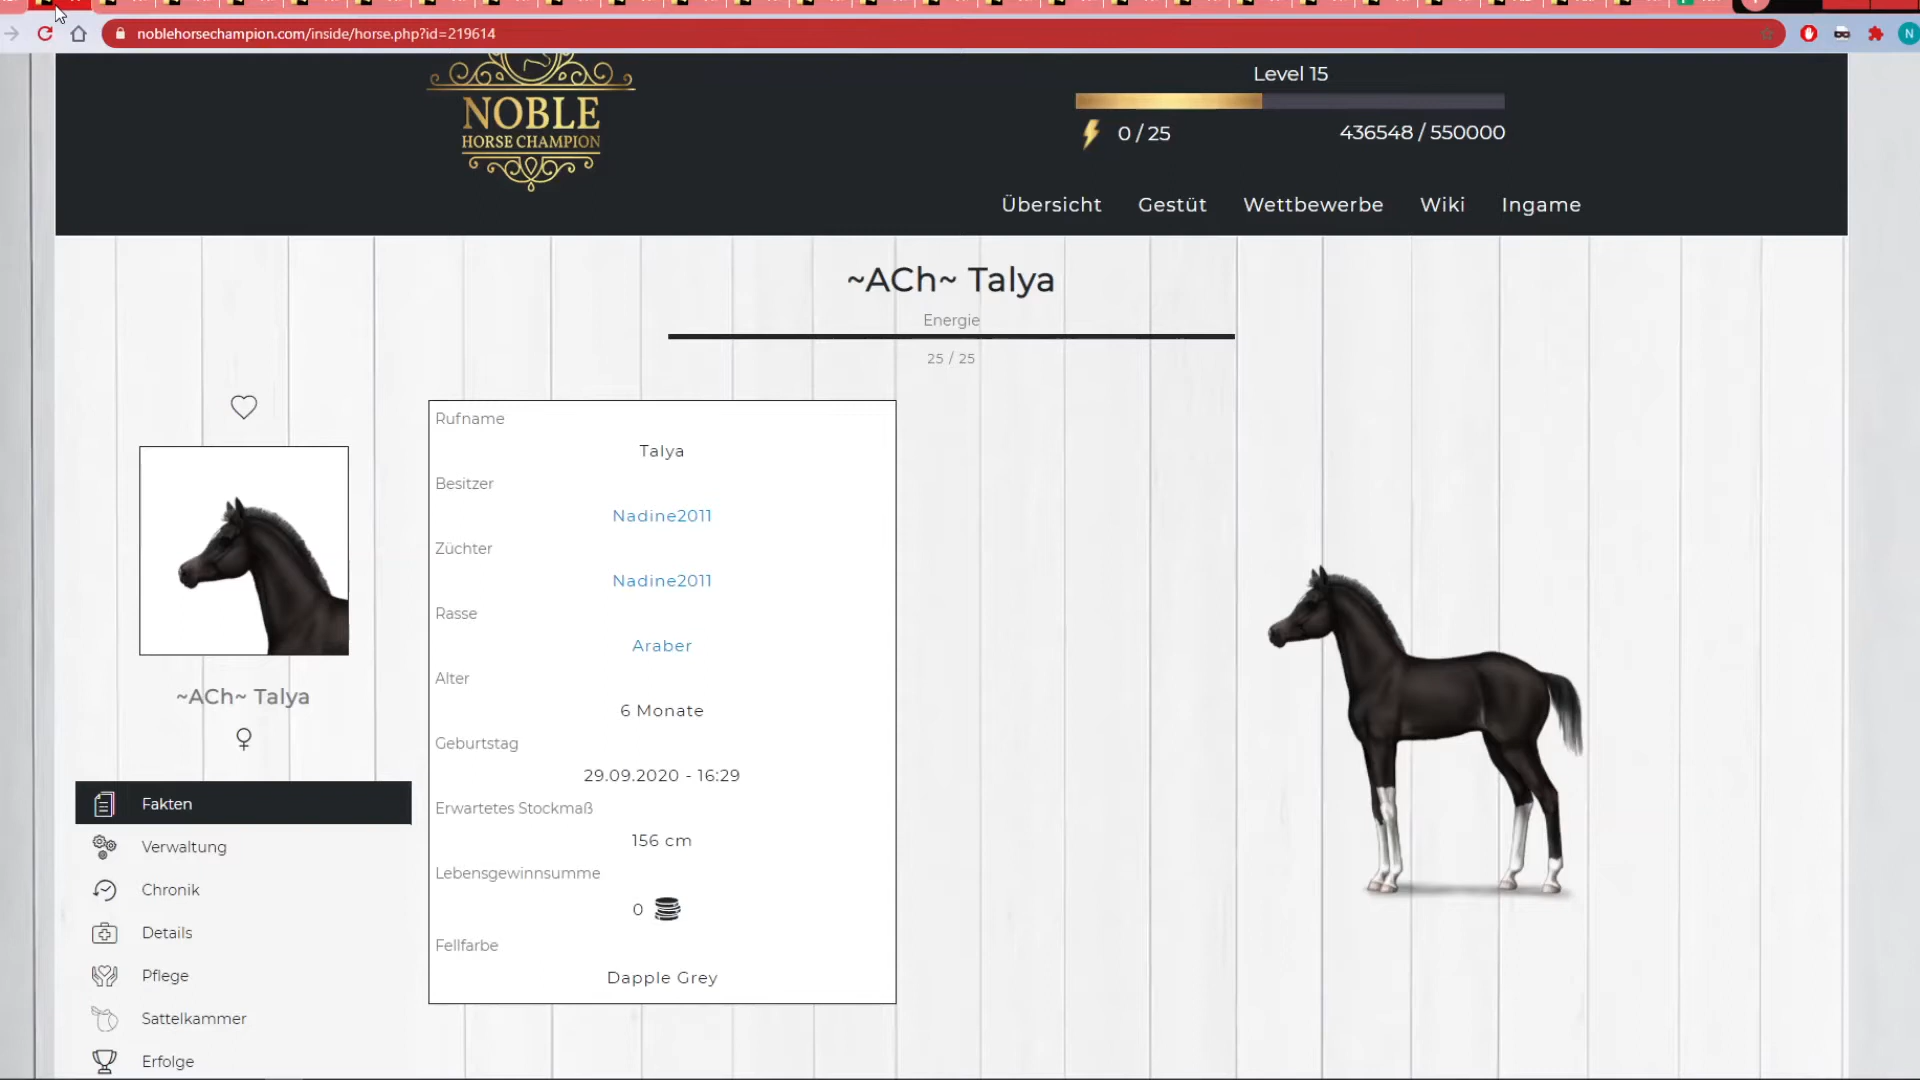 noblehorsechampion.com/inside/horse.php?id=219614
N
NOBLE
HORSE CHAMPION
Level 15
0 / 25
436548 / 550000
Übersicht
Gestüt
Wettbewerbe
Wiki
Ingame
~ACh~ Talya
Energie
25 / 25
~ACh~ Talya
Fakten
Verwaltung
Chronik
Details
Pflege
Sattelkammer
Erfolge
Rufname
Talya
Besitzer
Nadine2011
Züchter
Nadine2011
Rasse
Araber
Alter
6 Monate
Geburtstag
29.09.2020 - 16:29
Erwartetes Stockmaß
156 cm
Lebensgewinnsumme
0
Fellfarbe
Dapple Grey